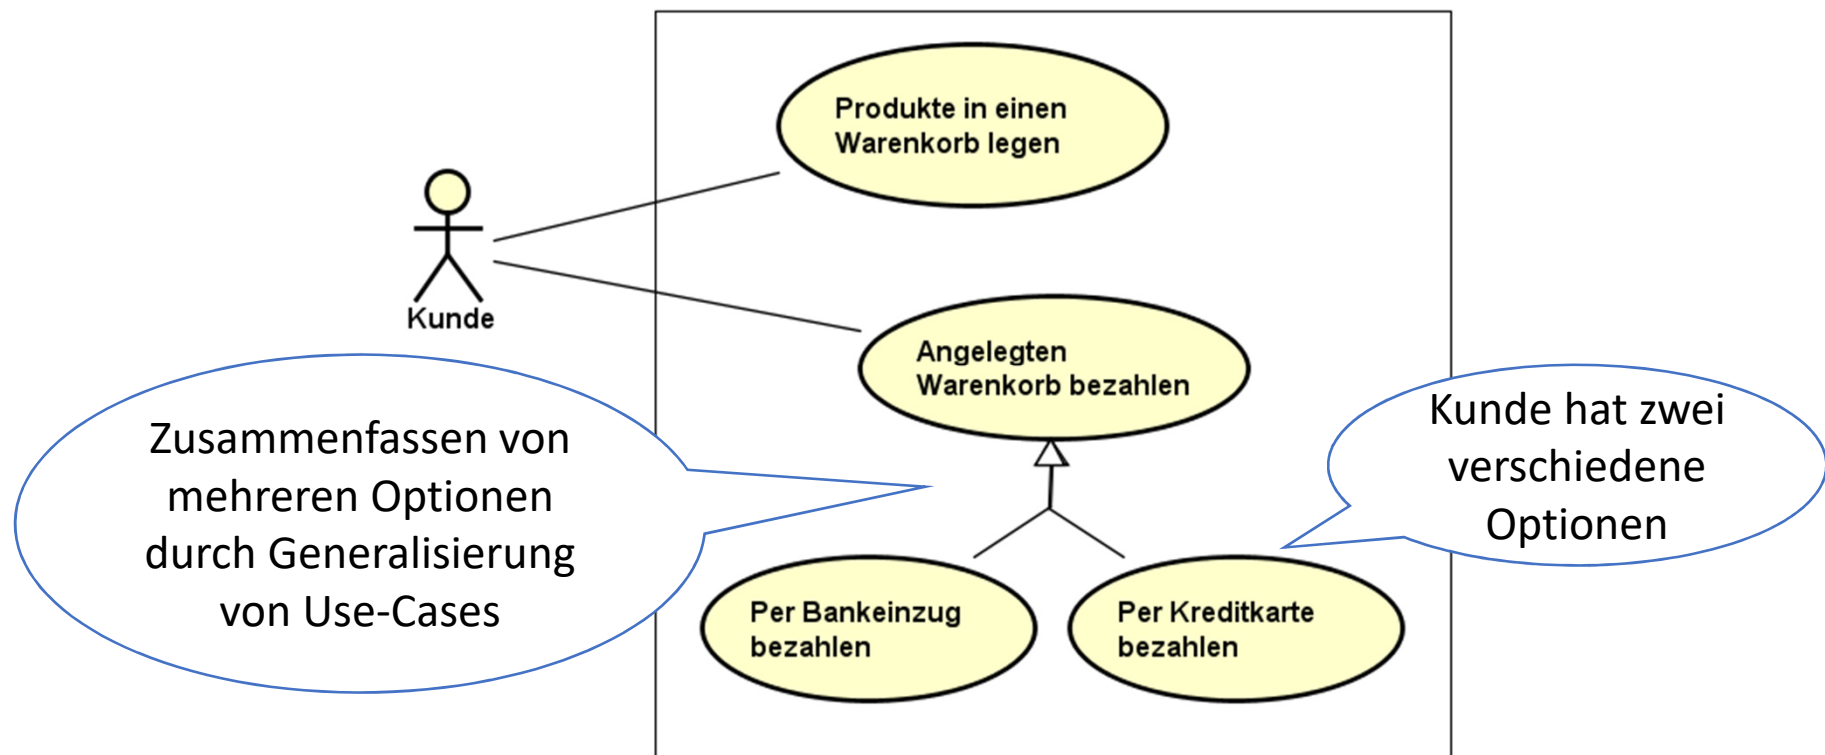 Produkte in einen
Warenkorb legen
Kunde
Angelegten
Warenkorb bezahlen
Zusammenfassen von
mehreren Optionen
durch Generalisierung
von Use-Cases
Kunde hat zwei
verschiedene
Optionen
Per Bankeinzug
bezahlen
Per Kreditkarte
bezahlen